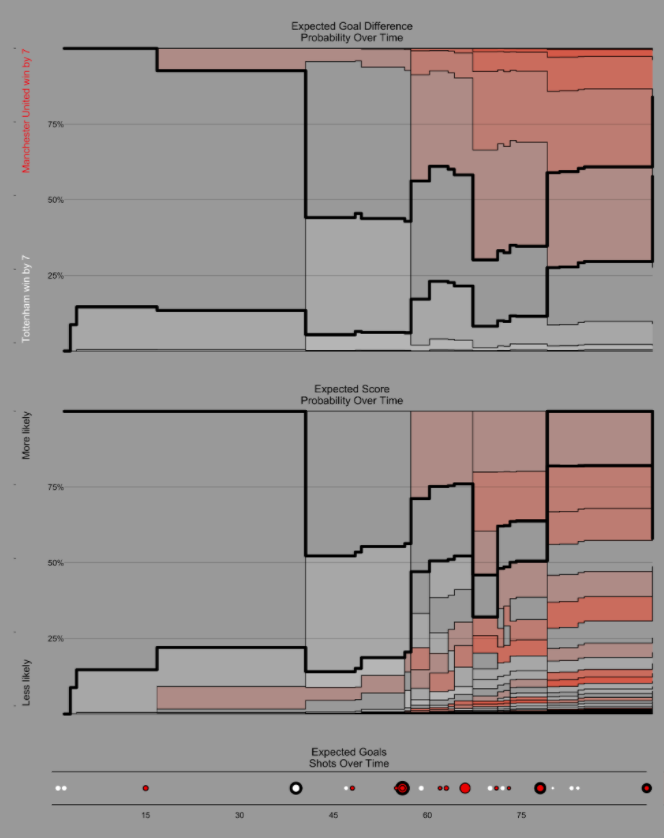 Expected Goal Difference
Probability Over Time
Manchester United win by 7
Tottenham win by 7
75%
50%
25%
Expected Score
Probability Over Time
More likely
Less likely
75%
50%
25%
Expected Goals
Shots Over Time
15 30 45 60 75